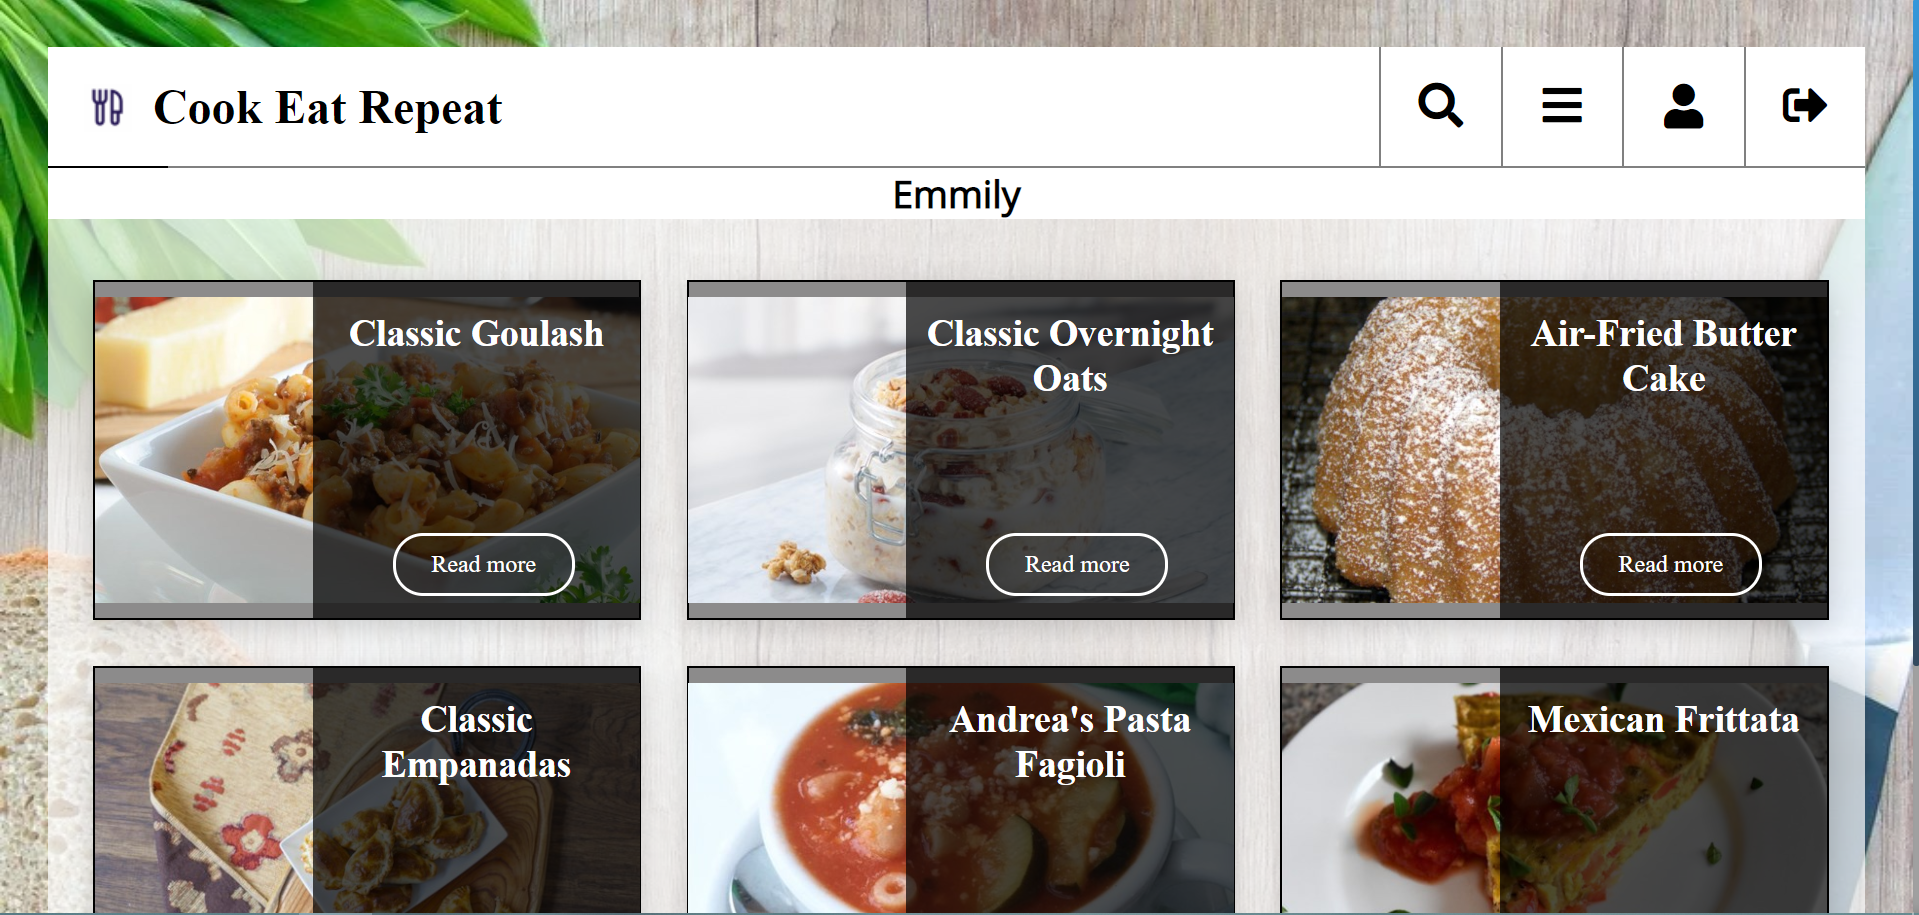 Cook Eat Repeat
Emmily
Classic Goulash
Read more
Classic Overnight
Oats
Read more
Air-Fried Butter
Cake
Read more
Classic
Empanadas
Andrea's Pasta
Fagioli
Mexican Frittata